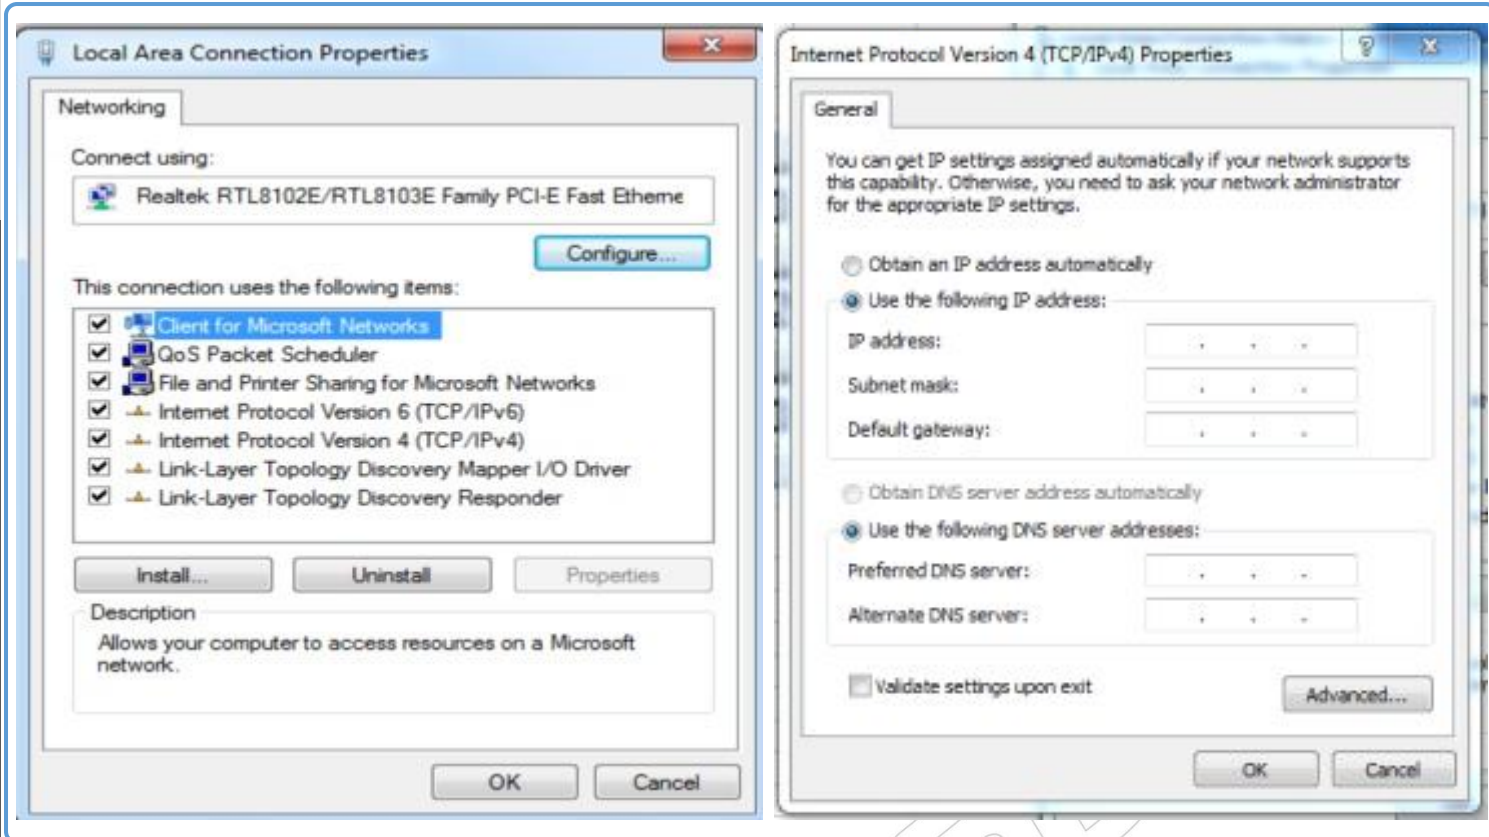 Local Area Connection Properties
Networking
Connect using:
Realtek RTL8102E/RTL8103E Family PCI-E Fast Etherne
Configure...
This connection uses the following items:
Client for Microsoft Networks
QoS Packet Scheduler
File and Printer Sharing for Microsoft Networks
Internet Protocol Version 6 (TCP/IPv6)
Internet Protocol Version 4 (TCP/IPv4)
Link-Layer Topology Discovery Mapper I/O Driver
Link-Layer Topology Discovery Responder
Install...
Uninstall
Properties
Description
Allows your computer to access resources on a Microsoft
network.
OK
Cancel
Internet Protocol Version 4 (TCP/IPv4) Properties
General
You can get IP settings assigned automatically if your network supports
this capability. Otherwise, you need to ask your network administrator
for the appropriate IP settings.
Obtain an IP address automatically
Use the following IP address:
IP address:
Subnet mask:
Default gateway:
Obtain DNS server address automatically
Use the following DNS server addresses:
Preferred DNS server:
Alternate DNS server:
Validate settings upon exit
Advanced...
OK
Cancel